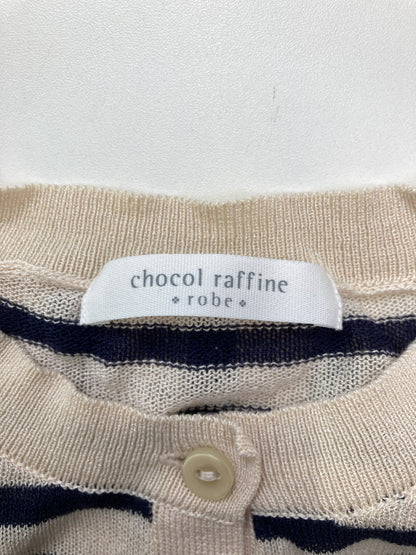 chocol raffine
❖ robe ❖